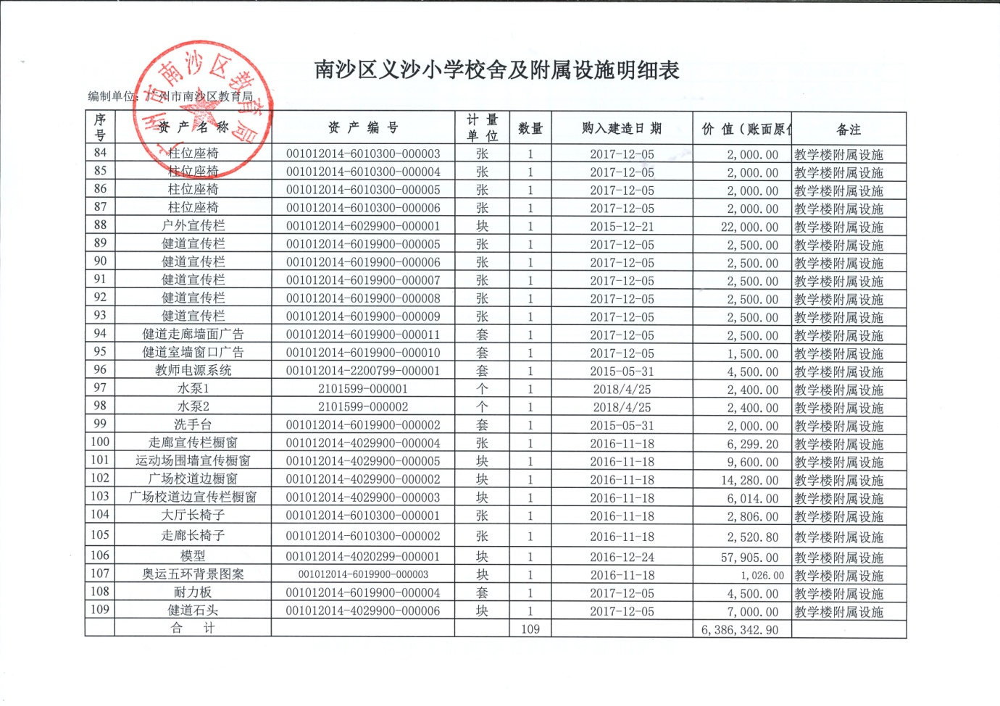 南沙区义沙小学校舍及附属设施明细表
编制单位：广州市南沙区教育局
广州市南沙区教育局
序号 资产名称 资产编号 计量单位 数量 购入建造日期 价值(账面原值 备注
84 柱位座椅 001012014-6010300-000003 张 1 2017-12-05 2,000.00 教学楼附属设施
85 柱位座椅 001012014-6010300-000004 张 1 2017-12-05 2,000.00 教学楼附属设施
86 柱位座椅 001012014-6010300-000005 张 1 2017-12-05 2,000.00 教学楼附属设施
87 柱位座椅 001012014-6010300-000006 张 1 2017-12-05 2,000.00 教学楼附属设施
88 户外宣传栏 001012014-6029900-000001 块 1 2015-12-21 22,000.00 教学楼附属设施
89 健道宣传栏 001012014-6019900-000005 张 1 2017-12-05 2,500.00 教学楼附属设施
90 健道宣传栏 001012014-6019900-000006 张 1 2017-12-05 2,500.00 教学楼附属设施
91 健道宣传栏 001012014-6019900-000007 张 1 2017-12-05 2,500.00 教学楼附属设施
92 健道宣传栏 001012014-6019900-000008 张 1 2017-12-05 2,500.00 教学楼附属设施
93 健道宣传栏 001012014-6019900-000009 张 1 2017-12-05 2,500.00 教学楼附属设施
94 健道走廊墙面广告 001012014-6019900-000011 套 1 2017-12-05 2,500.00 教学楼附属设施
95 健道室墙窗口广告 001012014-6019900-000010 套 1 2017-12-05 1,500.00 教学楼附属设施
96 教师电源系统 001012014-2200799-000001 套 1 2015-05-31 4,500.00 教学楼附属设施
97 水泵1 2101599-000001 个 1 2018/4/25 2,400.00 教学楼附属设施
98 水泵2 2101599-000002 个 1 2018/4/25 2,400.00 教学楼附属设施
99 洗手台 001012014-6019900-000002 套 1 2015-05-31 2,000.00 教学楼附属设施
100 走廊宣传栏橱窗 001012014-4029900-000004 张 1 2016-11-18 6,299.20 教学楼附属设施
101 运动场围墙宣传橱窗 001012014-4029900-000005 块 1 2016-11-18 9,600.00 教学楼附属设施
102 广场校道边橱窗 001012014-4029900-000002 块 1 2016-11-18 14,280.00 教学楼附属设施
103 广场校道边宣传栏橱窗 001012014-4029900-000003 块 1 2016-11-18 6,014.00 教学楼附属设施
104 大厅长椅子 001012014-6010300-000001 张 1 2016-11-18 2,806.00 教学楼附属设施
105 走廊长椅子 001012014-6010300-000002 张 1 2016-11-18 2,520.80 教学楼附属设施
106 模型 001012014-4020299-000001 块 1 2016-12-24 57,905.00 教学楼附属设施
107 奥运五环背景图案 001012014-6019900-000003 块 1 2016-11-18 1,026.00 教学楼附属设施
108 耐力板 001012014-6019900-000004 套 1 2017-12-05 4,500.00 教学楼附属设施
109 健道石头 001012014-4029900-000006 块 1 2017-12-05 7,000.00 教学楼附属设施
合 计 109 6,386,342.90